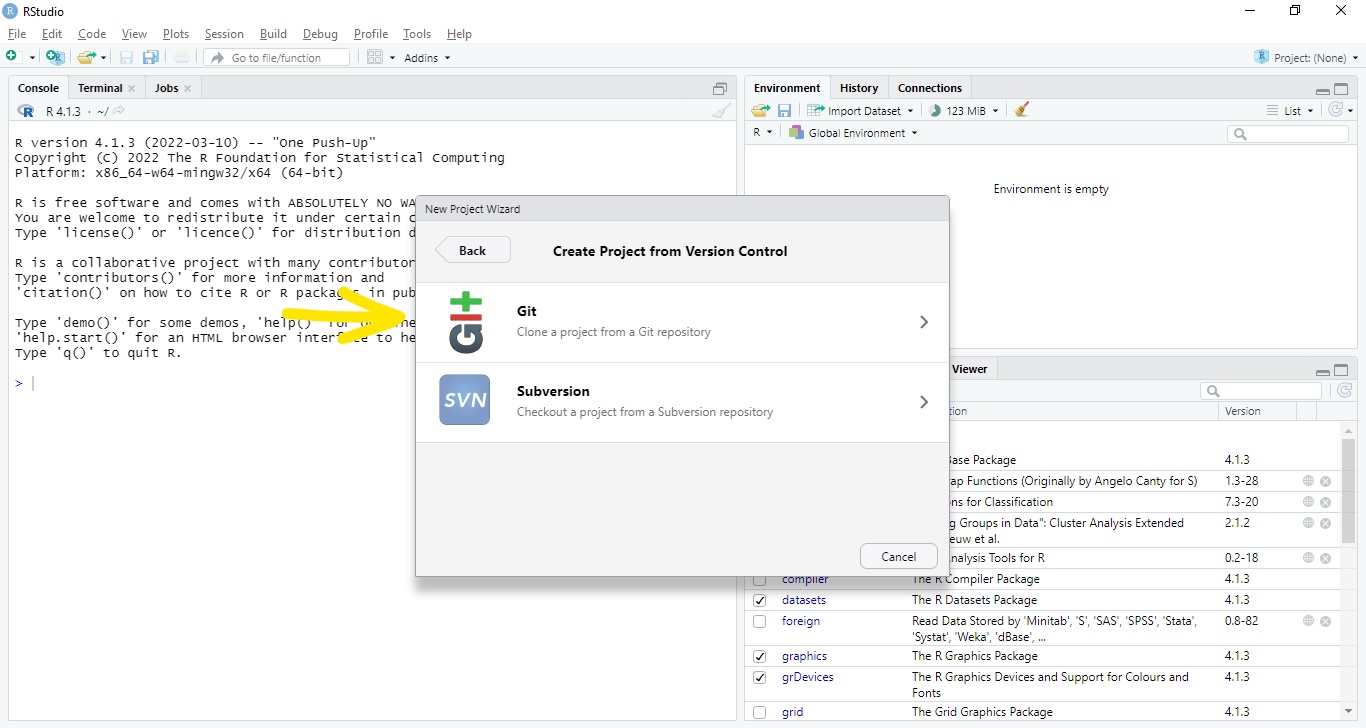 RStudio
File Edit Code View Plots Session Build Debug Profile Tools Help
Go to file/function Addins Project: (None)
Console Terminal Jobs
R 4.1.3 · ~/
R version 4.1.3 (2022-03-10) -- "One Push-Up"
Copyright (C) 2022 The R Foundation for Statistical Computing
Platform: x86_64-w64-mingw32/x64 (64-bit)
R is free software and comes with ABSOLUTELY NO WA
You are welcome to redistribute it under certain c
Type 'license()' or 'licence()' for distribution d
R is a collaborative project with many contributor
Type 'contributors()' for more information and
'citation()' on how to cite R or R packages in pub
Type 'demo()' for some demos, 'help()' for
'help.start()' for an HTML browser interface to he
Type 'q()' to quit R.
>
Environment History Connections
Import Dataset 123 MiB List
R Global Environment
Environment is empty
New Project Wizard
Back Create Project from Version Control
Git
Git
Clone a project from a Git repository
SVN
Subversion
Checkout a project from a Subversion repository
Cancel
Viewer
tion Version
Base Package 4.1.3
ap Functions (Originally by Angelo Canty for S) 1.3-28
ns for Classification 7.3-20
g Groups in Data": Cluster Analysis Extended 2.1.2
euw et al.
Analysis Tools for R 0.2-18
compiler The R Compiler Package 4.1.3
datasets The R Datasets Package 4.1.3
foreign Read Data Stored by 'Minitab', 'S', 'SAS', 'SPSS', 'Stata', 0.8-82
'Systat', 'Weka', 'dBase', ...
graphics The R Graphics Package 4.1.3
grDevices The R Graphics Devices and Support for Colours and 4.1.3
Fonts
grid The Grid Graphics Package 4.1.3